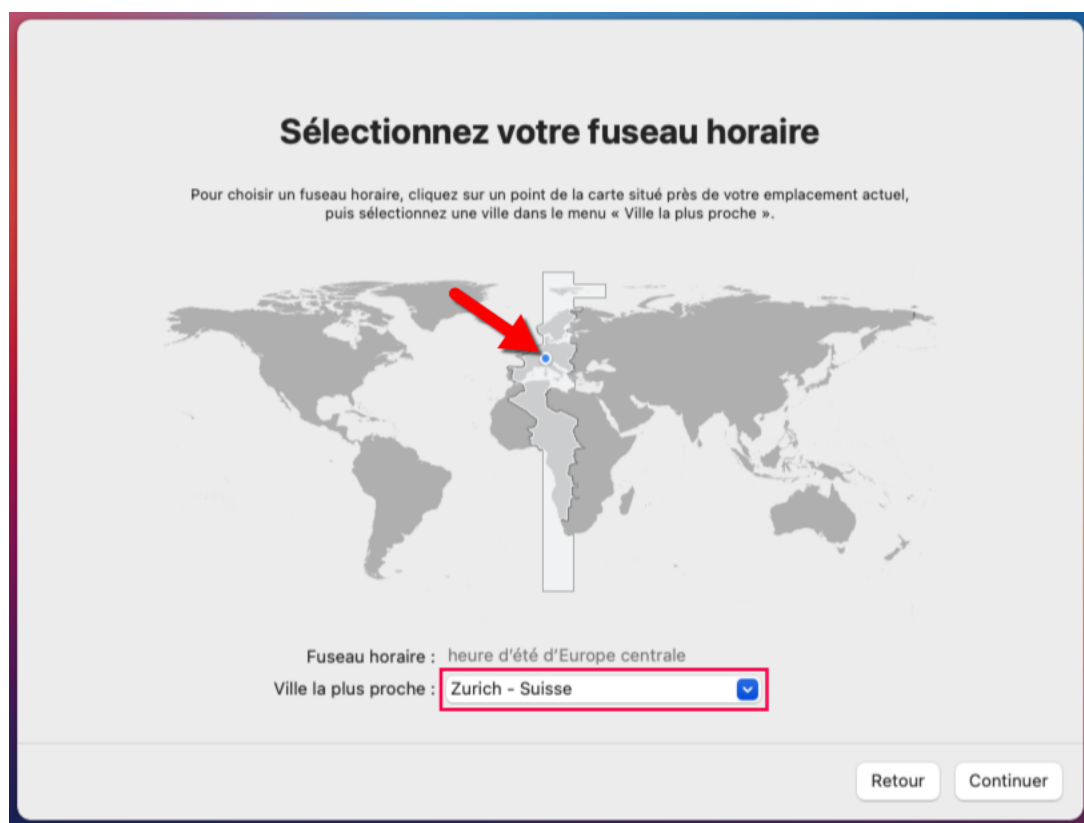 Sélectionnez votre fuseau horaire
Pour choisir un fuseau horaire, cliquez sur un point de la carte situé près de votre emplacement actuel,
puis sélectionnez une ville dans le menu « Ville la plus proche ».
Fuseau horaire : heure d'été d'Europe centrale
Ville la plus proche : Zurich - Suisse
Retour Continuer